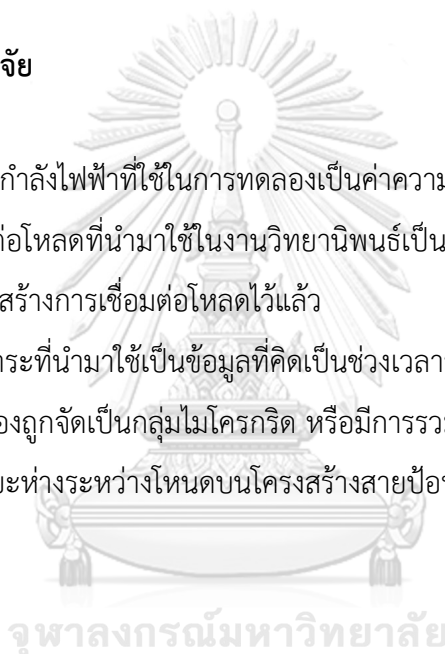 จัย
กำลังไฟฟ้าที่ใช้ในการทดลองเป็นค่าความ
ต่อโหลดที่นำมาใช้ในงานวิทยานิพนธ์เป็น
สร้างการเชื่อมต่อโหลดไว้แล้ว
าระที่นำมาใช้เป็นข้อมูลที่คิดเป็นช่วงเวลา
องถูกจัดเป็นกลุ่มไมโครกริด หรือมีการรว
ยะห่างระหว่างโหนดบนโครงสร้างสายป้อ
จุฬาลงกรณ์มหาวิทยาลัย